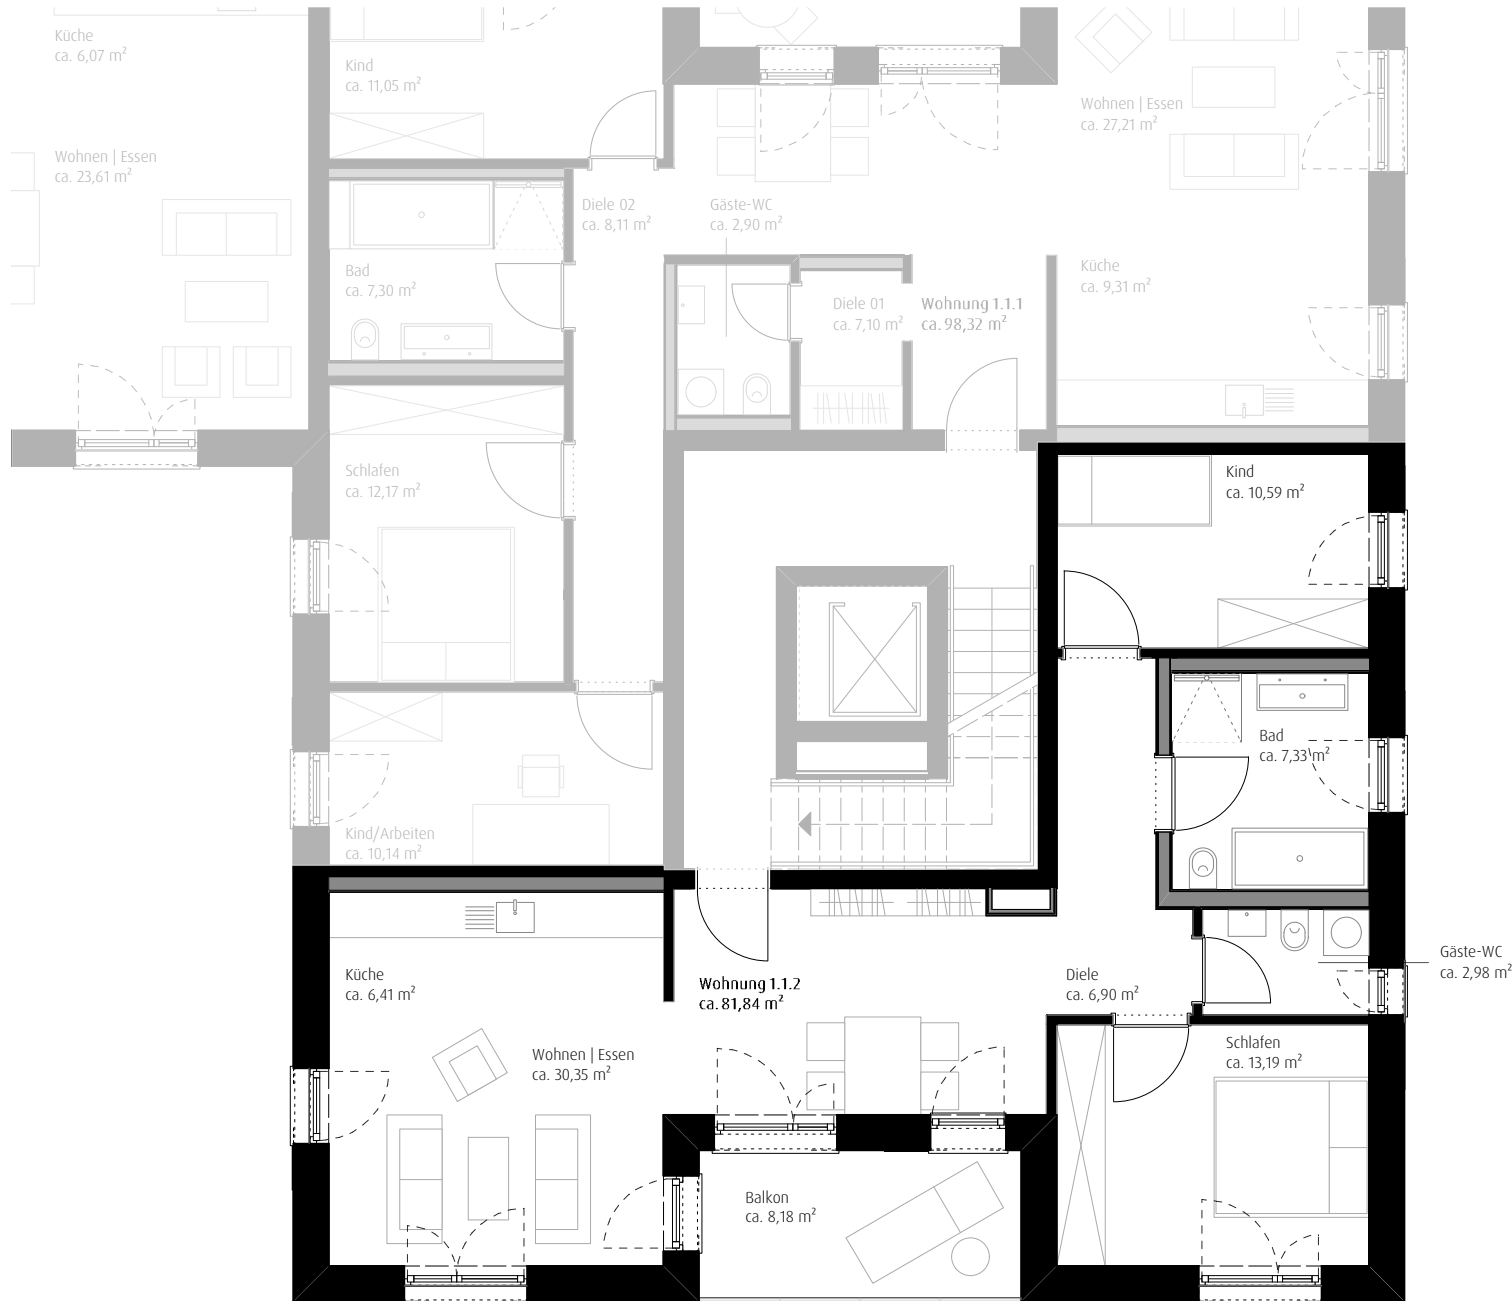 Küche
ca. 6,07 m²
Kind
ca. 11,05 m²
Wohnen | Essen
ca. 27,21 m²
Wohnen | Essen
ca. 23,61 m²
Diele 02
ca. 8,11 m²
Gäste-WC
ca. 2,90 m²
Bad
ca. 7,30 m²
Küche
ca. 9,31 m²
Diele 01
ca. 7,10 m²
Wohnung 1.1.1
ca. 98,32 m²
Schlafen
ca. 12,17 m²
Kind
ca. 10,59 m²
Bad
ca. 7,33 m²
Kind/Arbeiten
ca. 10,14 m²
Küche
ca. 6,41 m²
Wohnung 1.1.2
ca. 81,84 m²
Diele
ca. 6,90 m²
Gäste-WC
ca. 2,98 m²
Wohnen | Essen
ca. 30,35 m²
Schlafen
ca. 13,19 m²
Balkon
ca. 8,18 m²